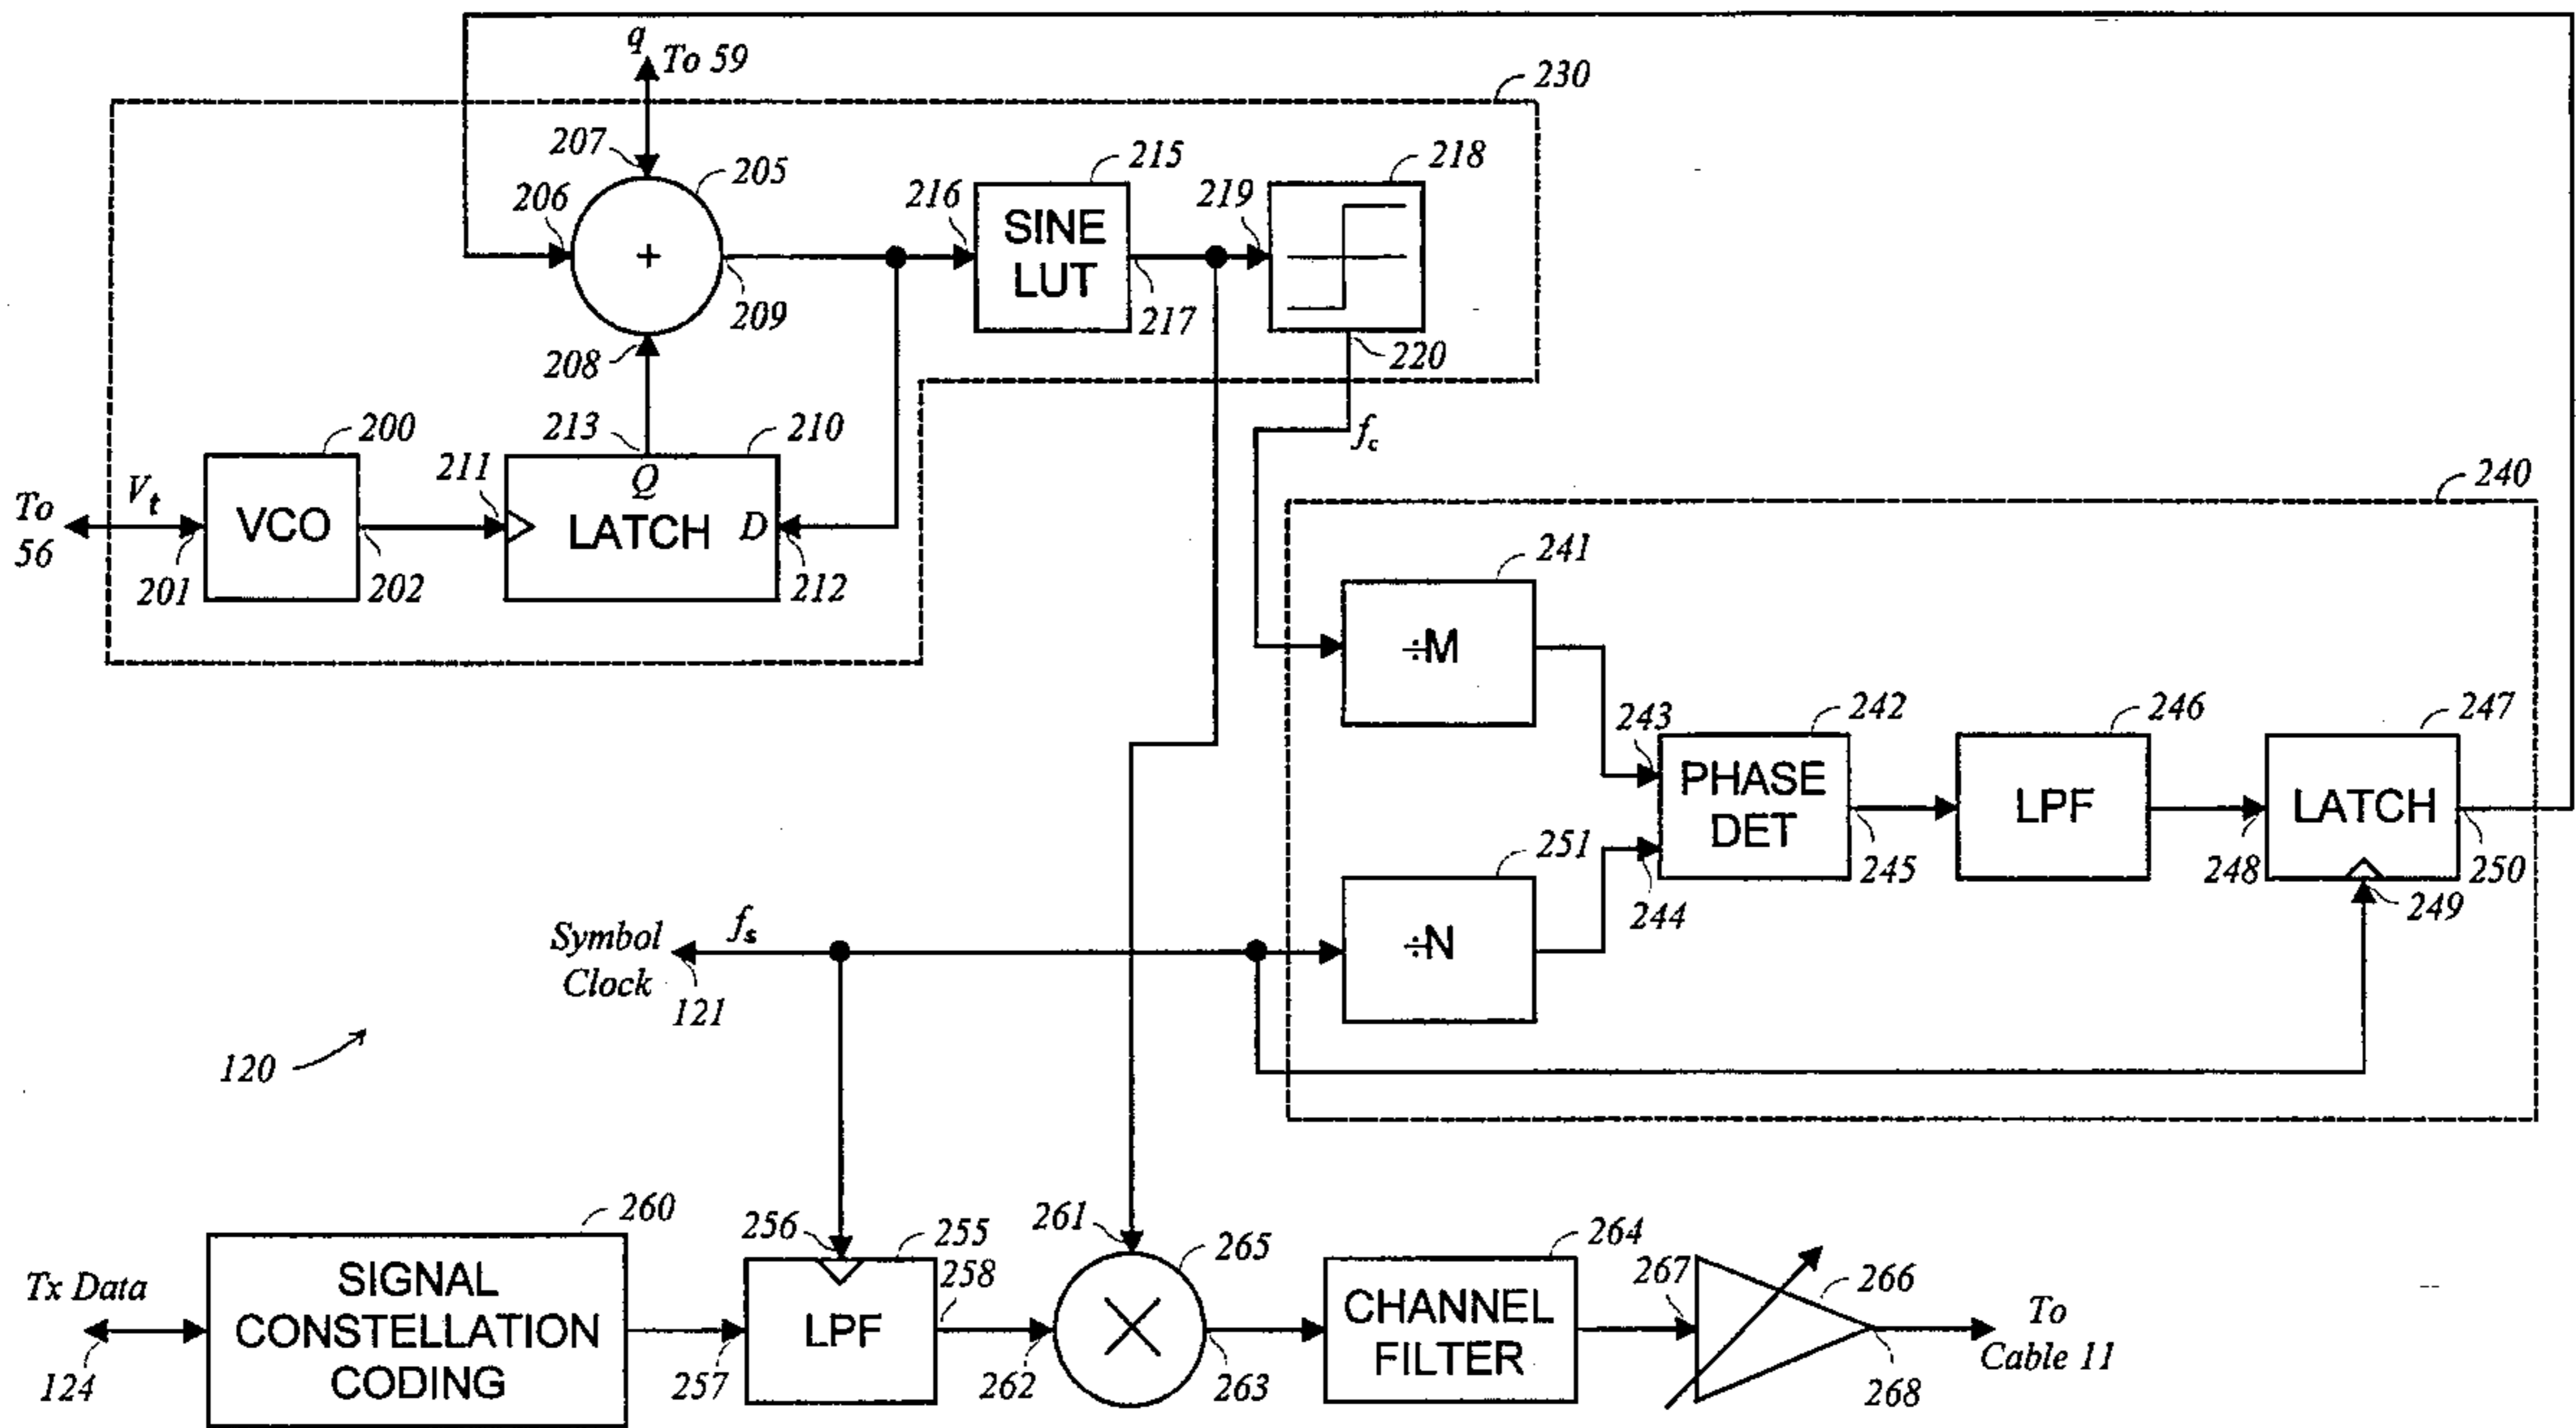 q
To 59
230
207
205
215
218
206
216
219
+
SINE
LUT
209
217
208
220
fc
200
213
210
211
Q
To
56
Vt
VCO
LATCH
D
201
202
212
240
241
÷M
243
242
246
247
PHASE
DET
LPF
LATCH
251
244
245
248
250
249
Symbol
Clock
fs
÷N
121
120
260
256
255
258
261
265
264
267
266
Tx Data
SIGNAL
CONSTELLATION
CODING
LPF
CHANNEL
FILTER
To
Cable 11
124
257
262
263
268